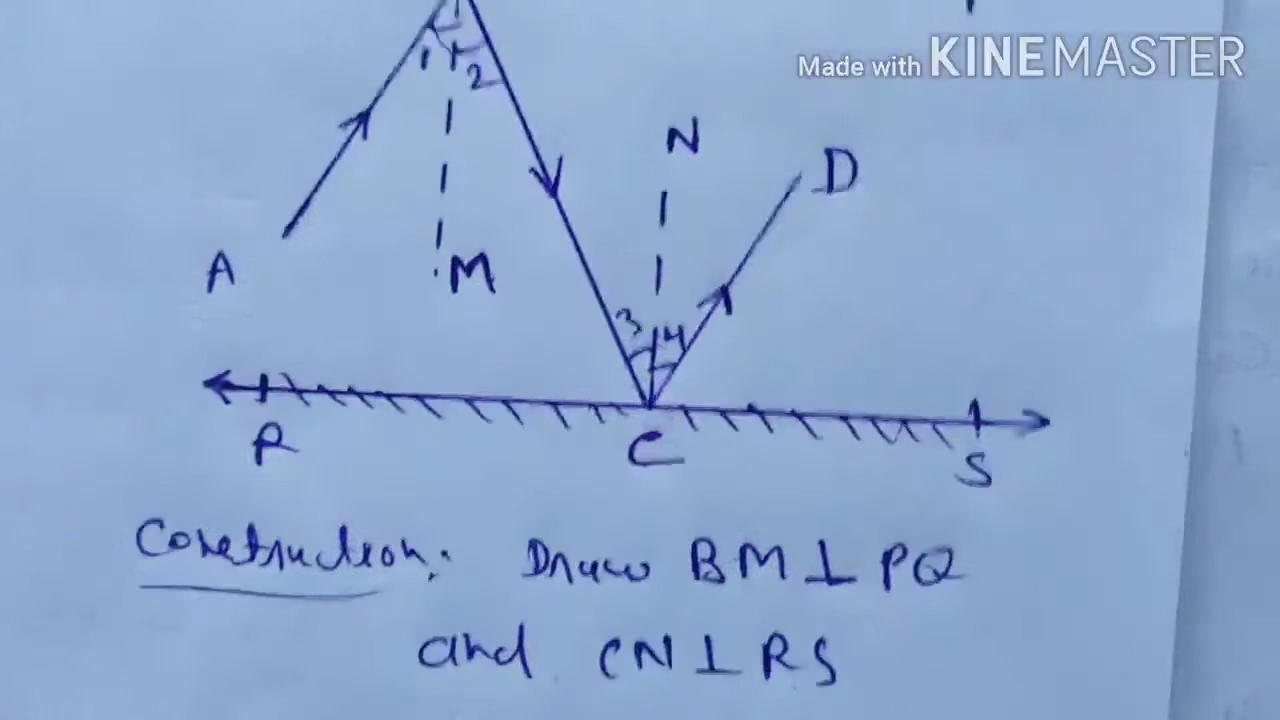 Made with KINEMASTER
1 2
N
D
A
M
3 4
R C S
Construction: Draw BM⊥PQ
and CN⊥RS